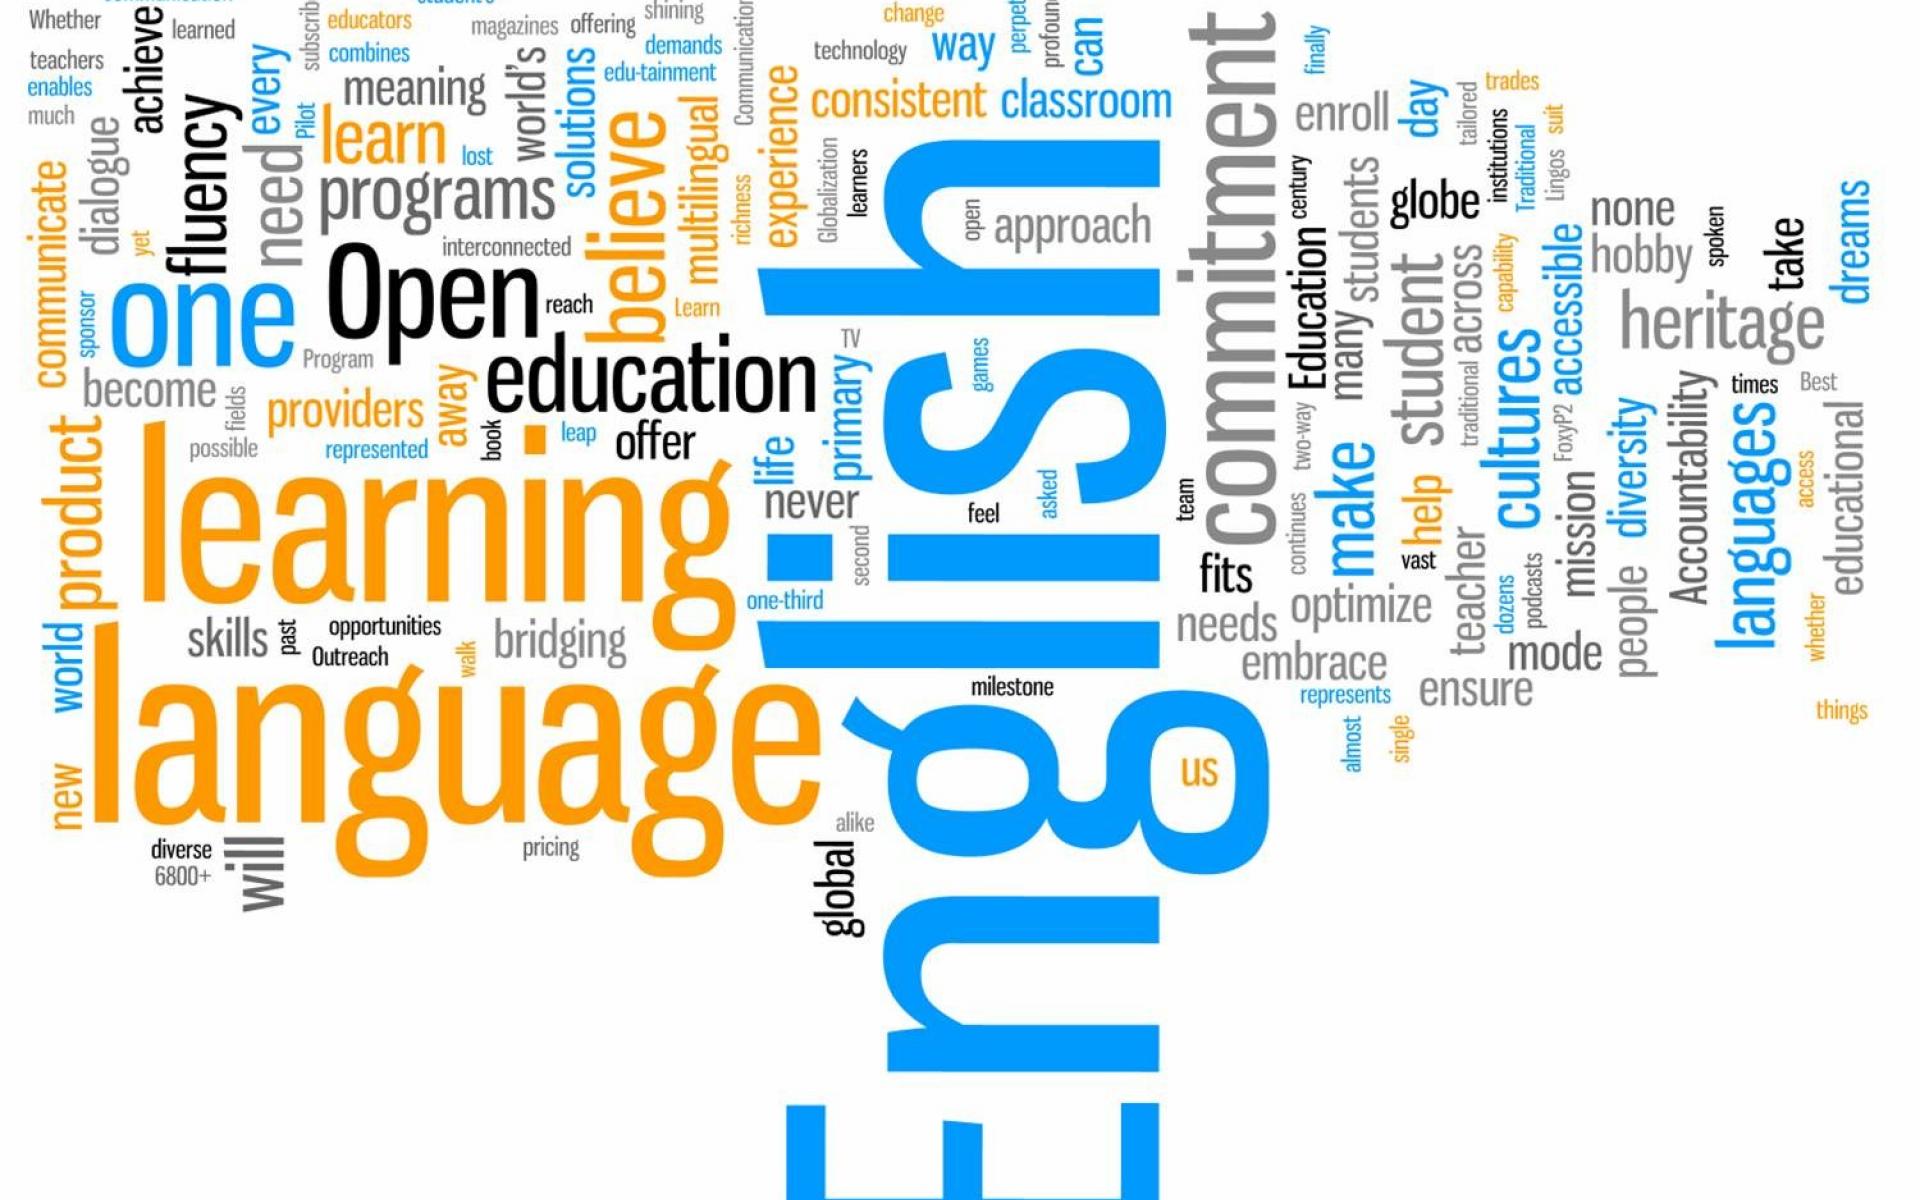 Whether
learned
achieve
teachers
enables
much
every
educators
combines
magazines
offering
shining
demands
edu-tainment
change
technology
way
can
finally
meaning
world's
solutions
Pilot
learn
lost
consistent
classroom
experience
believe
multilingual
richness
dialogue
communicate
yet
fluency
need
programs
interconnected
Globalization
learners
open
approach
commitment
enroll
day
tailored
trades
suit
institutions
Traditional
Lingos
century
students
globe
Education
many
none
hobby
spoken
take
dreams
sponsor
one
Open
reach
Learn
Program
TV
English
games
student
across
capability
accessible
heritage
become
fields
education
primary
providers
away
book
leap
offer
possible
represented
life
never
asked
feel
second
team
two-way
traditional
cultures
FoxyP2
diversity
Accountability
times
Best
languages
access
educational
product
learning
one-third
fits
continues
make
help
vast
teacher
dozens
podcasts
mission
people
whether
world
skills
past
opportunities
Outreach
walk
bridging
needs
optimize
embrace
mode
represents
ensure
milestone
almost
single
things
new
language
us
diverse
6800+
will
pricing
alike
global